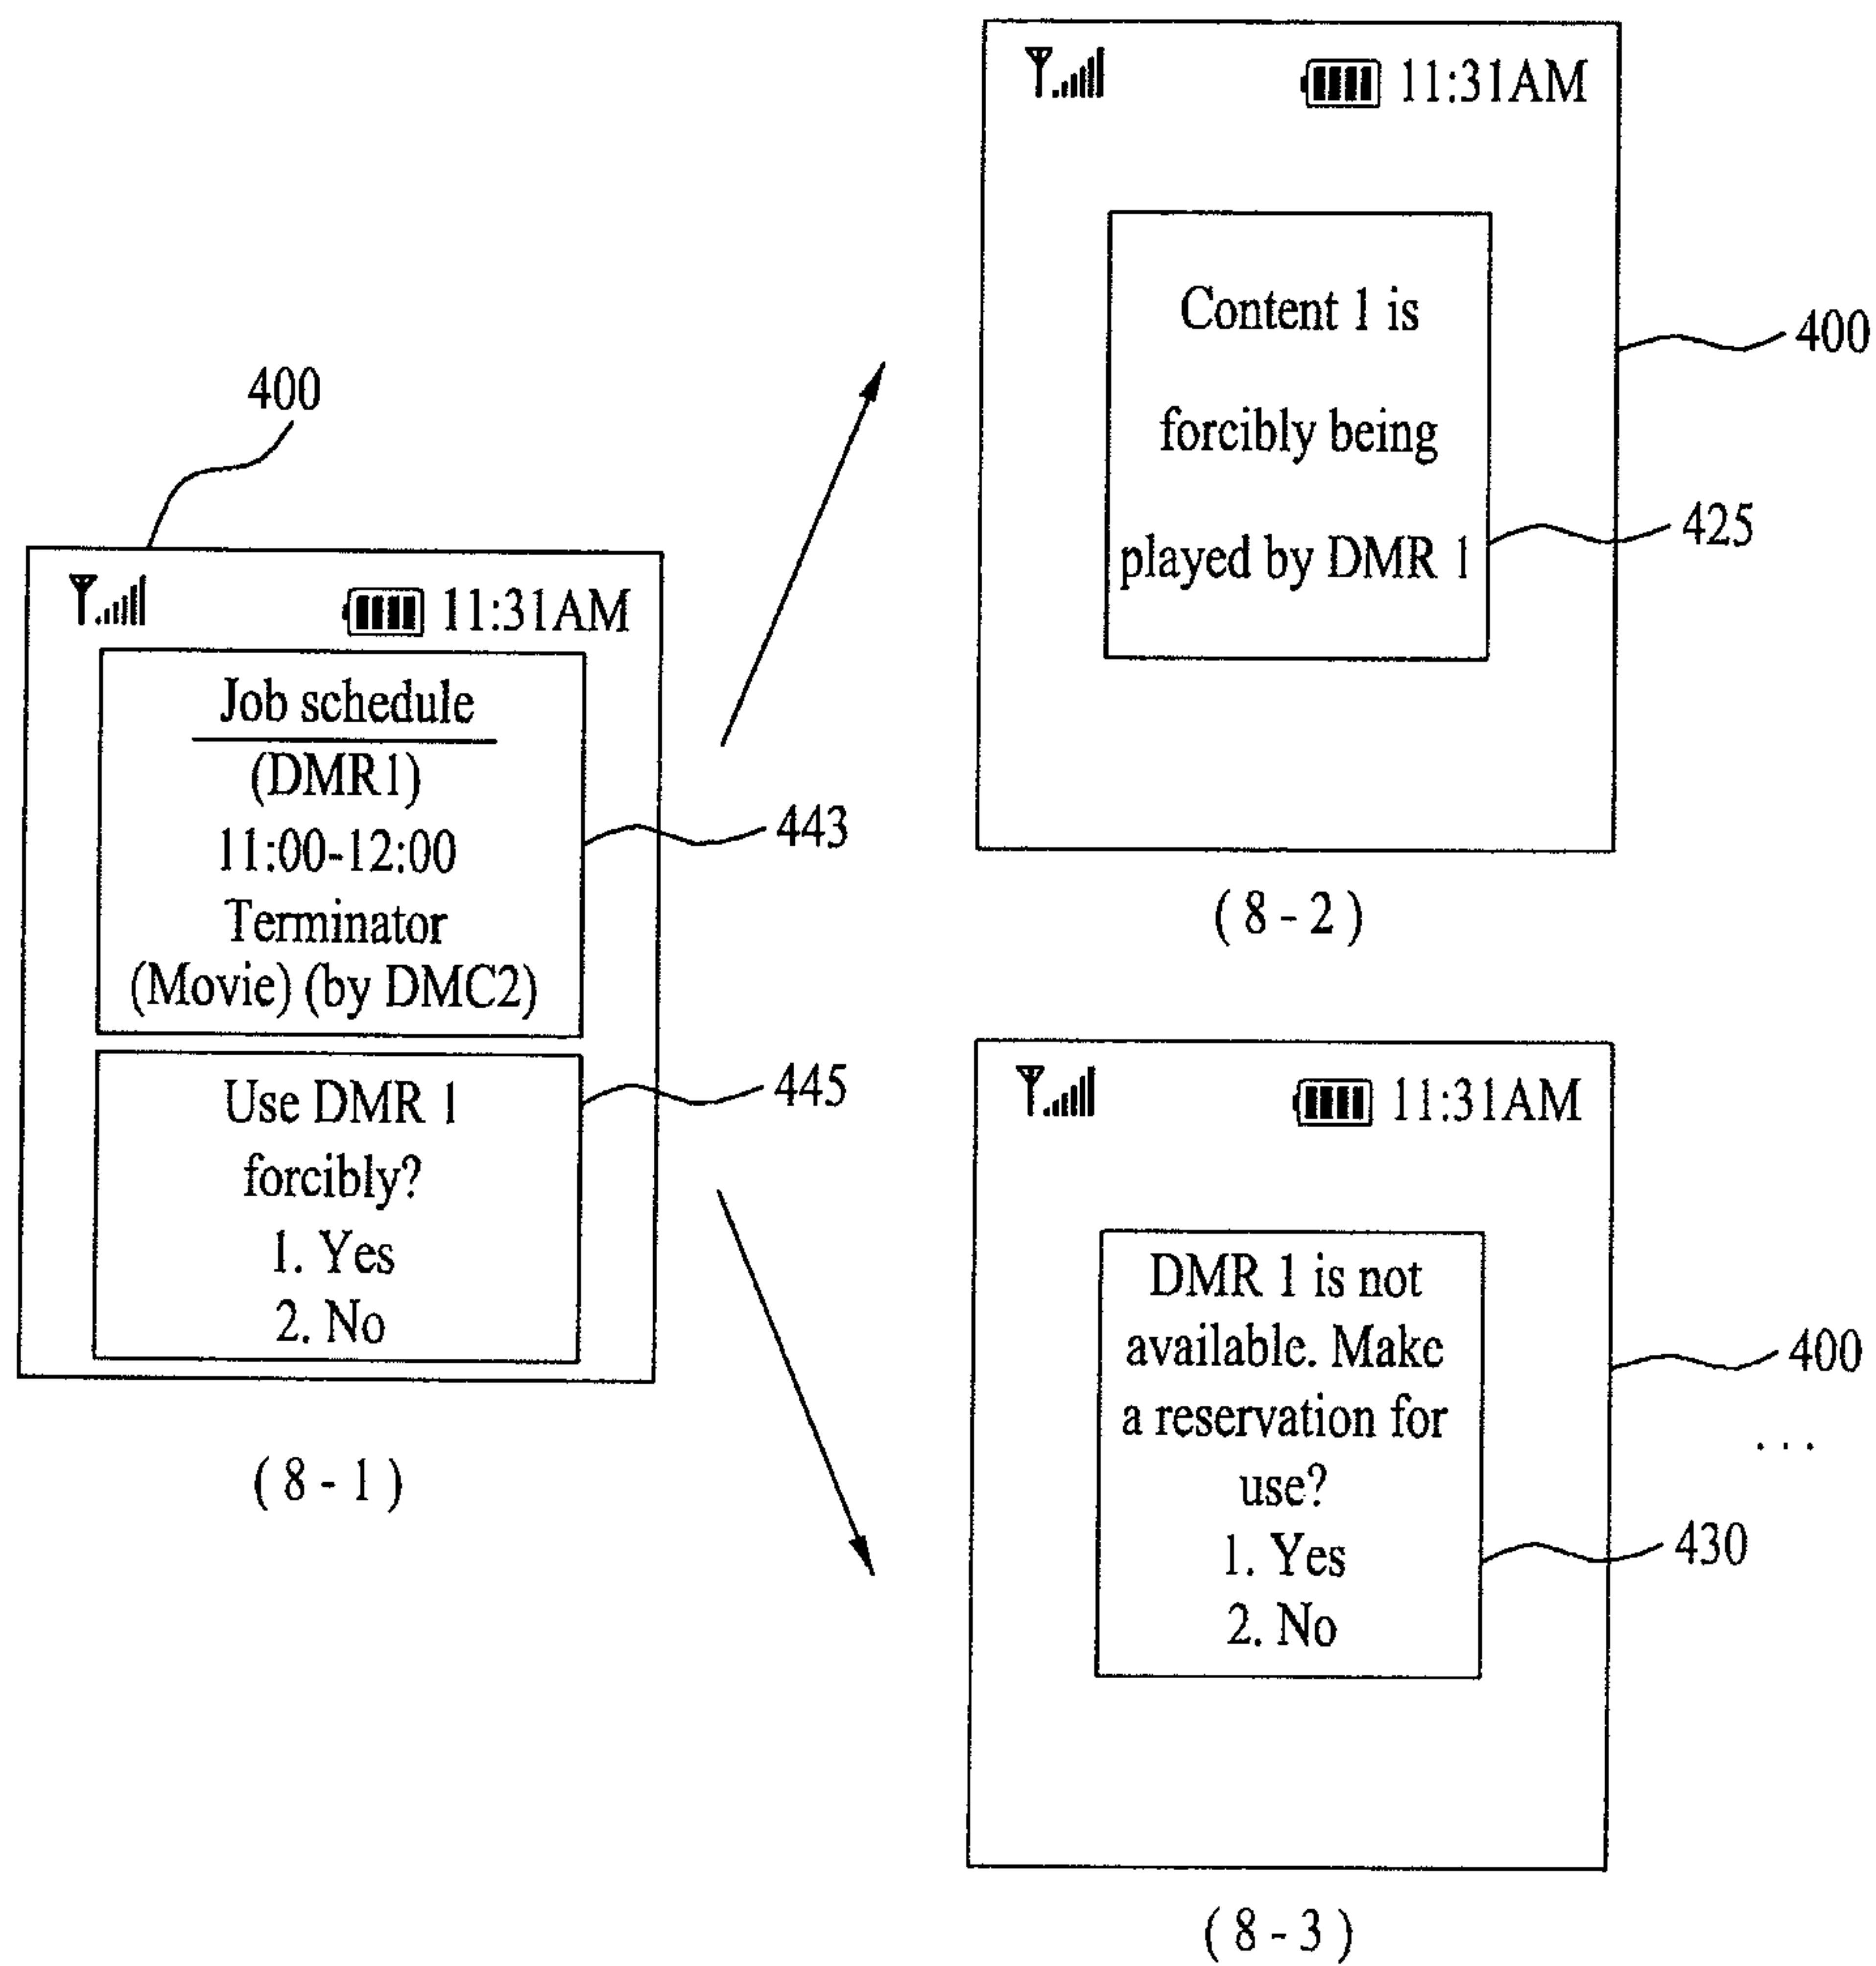 400
11:31AM
Job schedule
(DMR1)
11:00-12:00
Terminator
(Movie) (by DMC2)
443
Use DMR 1
forcibly?
1. Yes
2. No
445
( 8 - 1 )
11:31AM
Content 1 is
forcibly being
played by DMR 1
400
425
( 8 - 2 )
11:31AM
DMR 1 is not
available. Make
a reservation for
use?
1. Yes
2. No
400
. . .
430
( 8 - 3 )